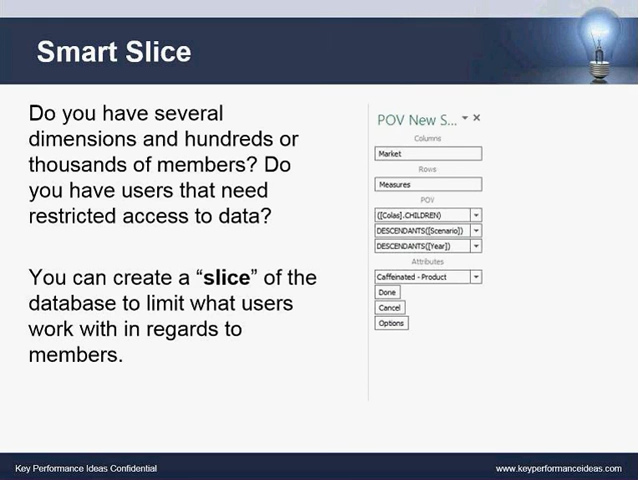 Smart Slice
Do you have several
dimensions and hundreds or
thousands of members? Do
you have users that need
restricted access to data?
You can create a “slice” of the
database to limit what users
work with in regards to
members.
POV New S...
Columns
Market
Rows
Measures
POV
([Colas].CHILDREN)
DESCENDANTS([Scenario])
DESCENDANTS([Year])
Attributes
Caffeinated - Product
Done
Cancel
Options
Key Performance Ideas Confidential
www.keyperformanceideas.com